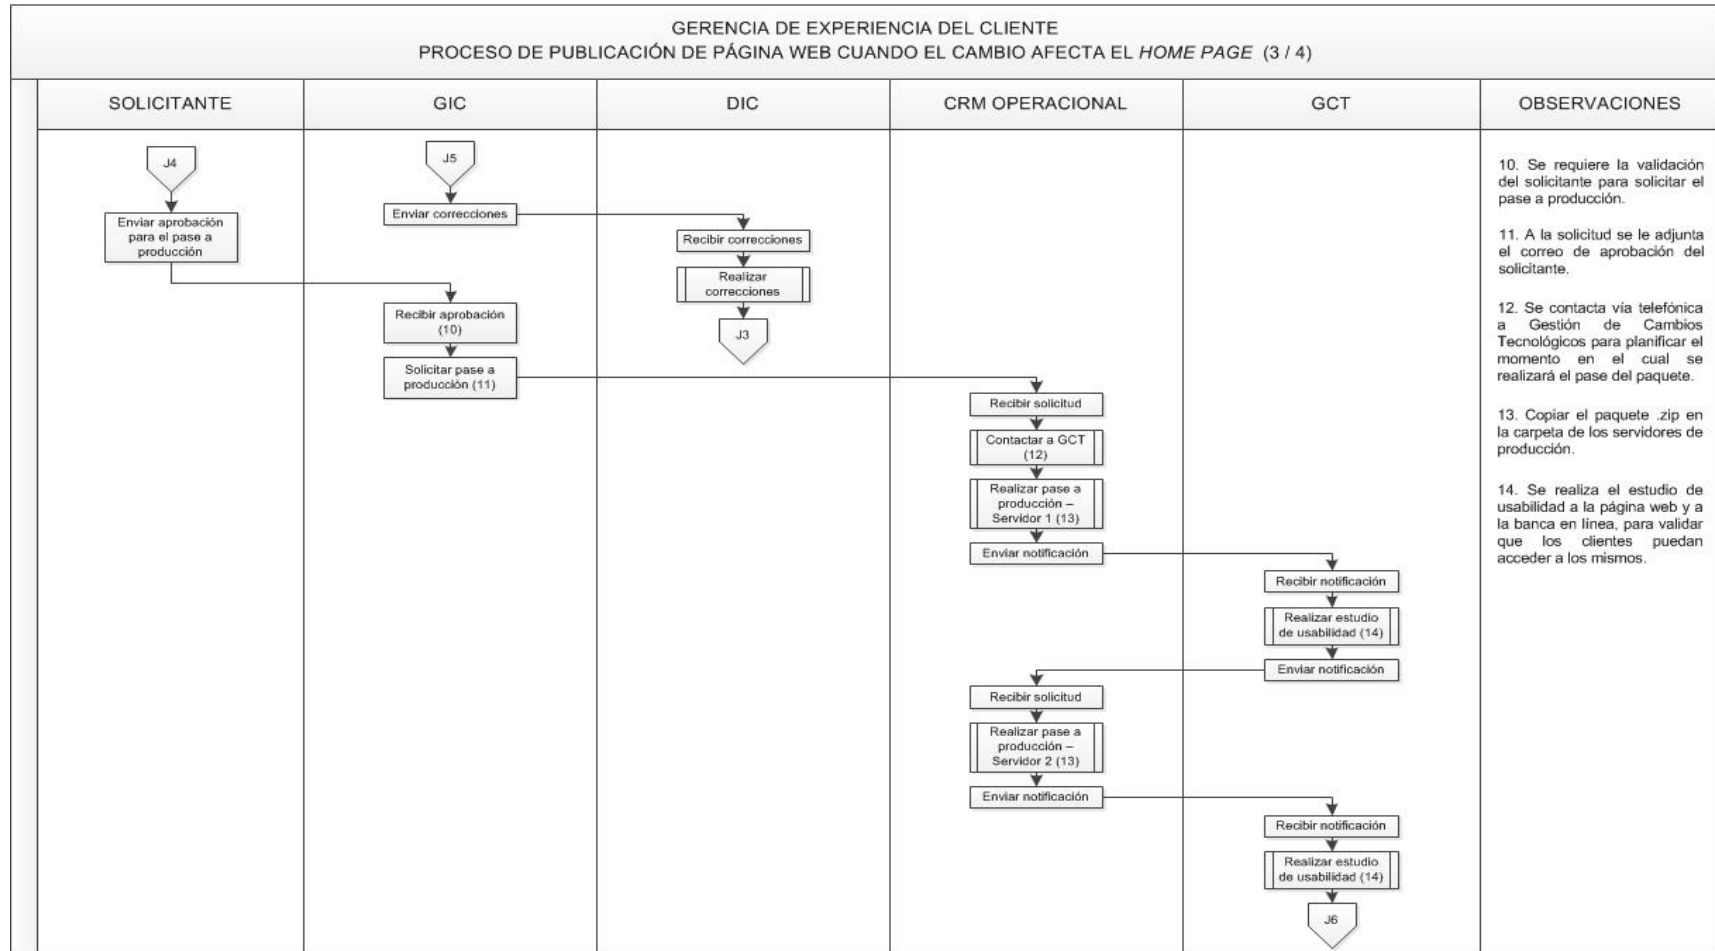 GERENCIA DE EXPERIENCIA DEL CLIENTE
PROCESO DE PUBLICACIÓN DE PÁGINA WEB CUANDO EL CAMBIO AFECTA EL HOME PAGE (3 / 4)
SOLICITANTE
GIC
DIC
CRM OPERACIONAL
GCT
OBSERVACIONES
J4
Enviar aprobación
para el pase a
producción
J5
Enviar correcciones
Recibir aprobación
(10)
Solicitar pase a
producción (11)
Recibir correcciones
Realizar
correcciones
J3
Recibir solicitud
Contactar a GCT
(12)
Realizar pase a
producción –
Servidor 1 (13)
Enviar notificación
Recibir notificación
Realizar estudio
de usabilidad (14)
Enviar notificación
Recibir solicitud
Realizar pase a
producción –
Servidor 2 (13)
Enviar notificación
Recibir notificación
Realizar estudio
de usabilidad (14)
J6
10. Se requiere la validación
del solicitante para solicitar el
pase a producción.
11. A la solicitud se le adjunta
el correo de aprobación del
solicitante.
12. Se contacta vía telefónica
a Gestión de Cambios
Tecnológicos para planificar el
momento en el cual se
realizará el pase del paquete.
13. Copiar el paquete .zip en
la carpeta de los servidores de
producción.
14. Se realiza el estudio de
usabilidad a la página web y a
la banca en línea, para validar
que los clientes puedan
acceder a los mismos.